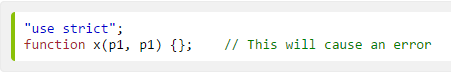 "use strict";
function x(p1, p1) {};    // This will cause an error